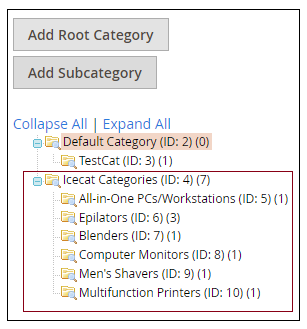 Add Root Category
Add Subcategory
Collapse All | Expand All
Default Category (ID: 2) (0)
TestCat (ID: 3) (1)
Icecat Categories (ID: 4) (7)
All-in-One PCs/Workstations (ID: 5) (1)
Epilators (ID: 6) (3)
Blenders (ID: 7) (1)
Computer Monitors (ID: 8) (1)
Men's Shavers (ID: 9) (1)
Multifunction Printers (ID: 10) (1)